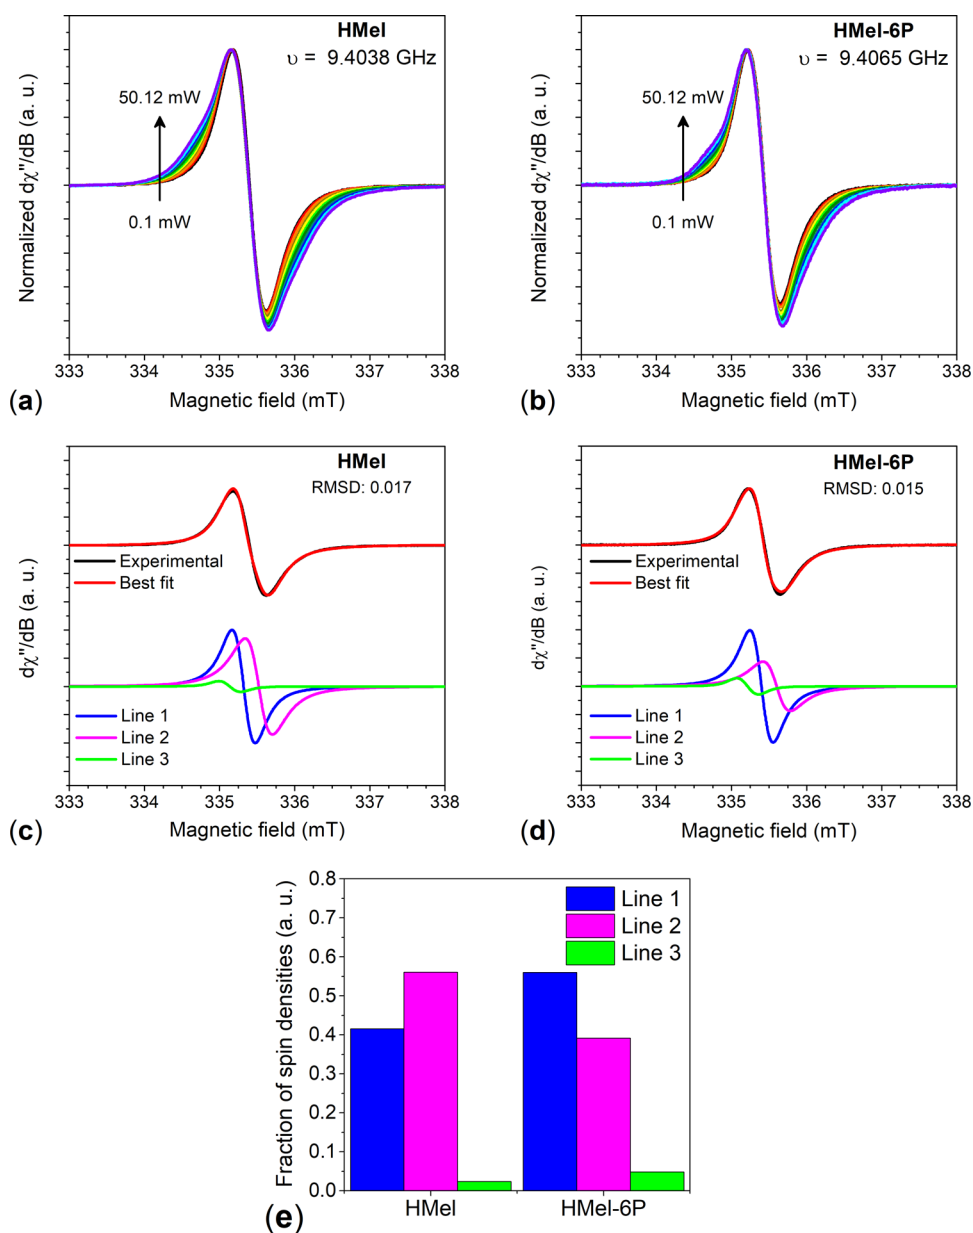 HMel
υ = 9.4038 GHz
50.12 mW
0.1 mW
Normalized dχ"/dB (a. u.)
333 334 335 336 337 338
Magnetic field (mT)
(a)
HMel-6P
υ = 9.4065 GHz
50.12 mW
0.1 mW
Normalized dχ"/dB (a. u.)
333 334 335 336 337 338
Magnetic field (mT)
(b)
HMel
RMSD: 0.017
Experimental
Best fit
Line 1
Line 2
Line 3
dχ"/dB (a. u.)
333 334 335 336 337 338
Magnetic field (mT)
(c)
HMel-6P
RMSD: 0.015
Experimental
Best fit
Line 1
Line 2
Line 3
dχ"/dB (a. u.)
333 334 335 336 337 338
Magnetic field (mT)
(d)
Fraction of spin densities (a. u.)
0.8
0.7
0.6
0.5
0.4
0.3
0.2
0.1
0.0
Line 1
Line 2
Line 3
HMel HMel-6P
(e)